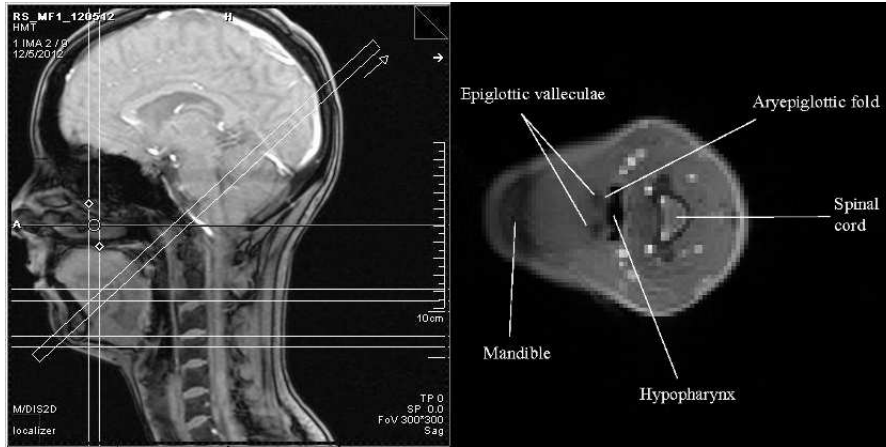 RS_MF1_120512
HMT
1 IMA 2 / 9
12/5/2012
H
A
10cm
M/DIS2D
localizer
TP 0
SP 0.0
FoV 300*300
Sag
Epiglottic valleculae
Aryepiglottic fold
Spinal
cord
Mandible
Hypopharynx